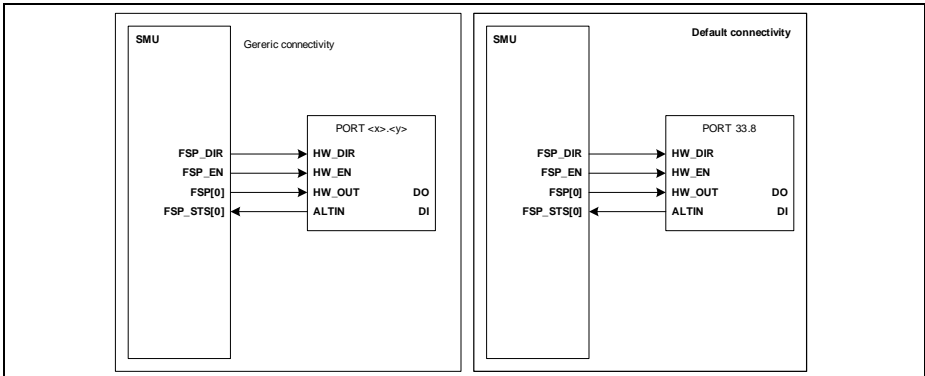 SMU
Gereric connectivity
PORT <x>.<y>
FSP_DIR HW_DIR
FSP_EN HW_EN
FSP[0] HW_OUT DO
FSP_STS[0] ALTIN DI
SMU
Default connectivity
PORT 33.8
FSP_DIR HW_DIR
FSP_EN HW_EN
FSP[0] HW_OUT DO
FSP_STS[0] ALTIN DI